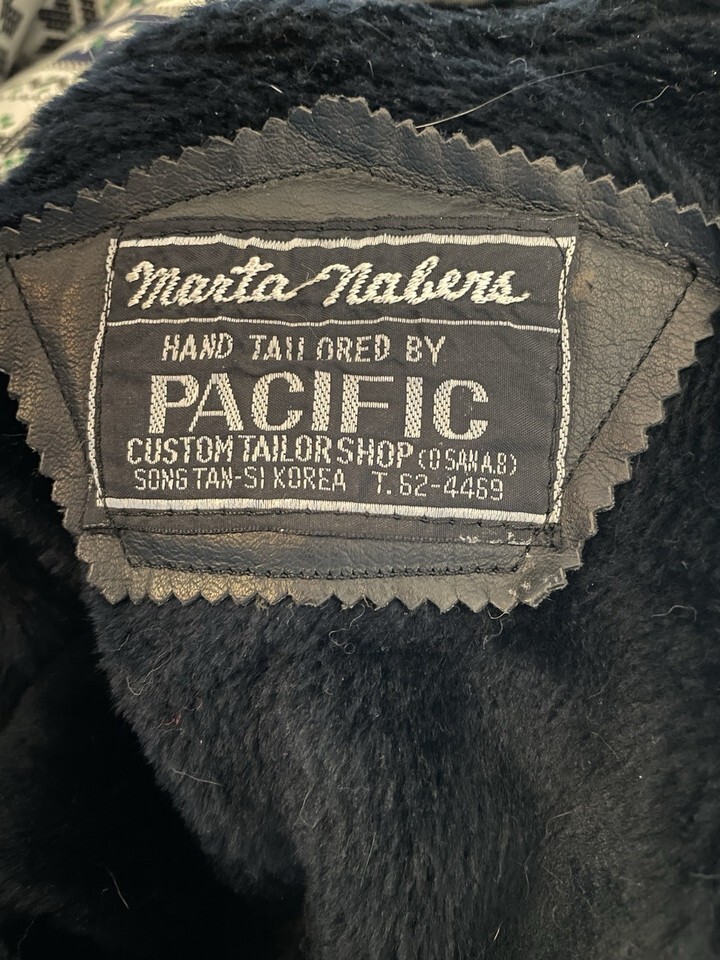 Marta Nabers
HAND TAILORED BY
PACIFIC
CUSTOM TAILOR SHOP (OSAN A.B)
SONG TAN-SI KOREA T. 62-4469